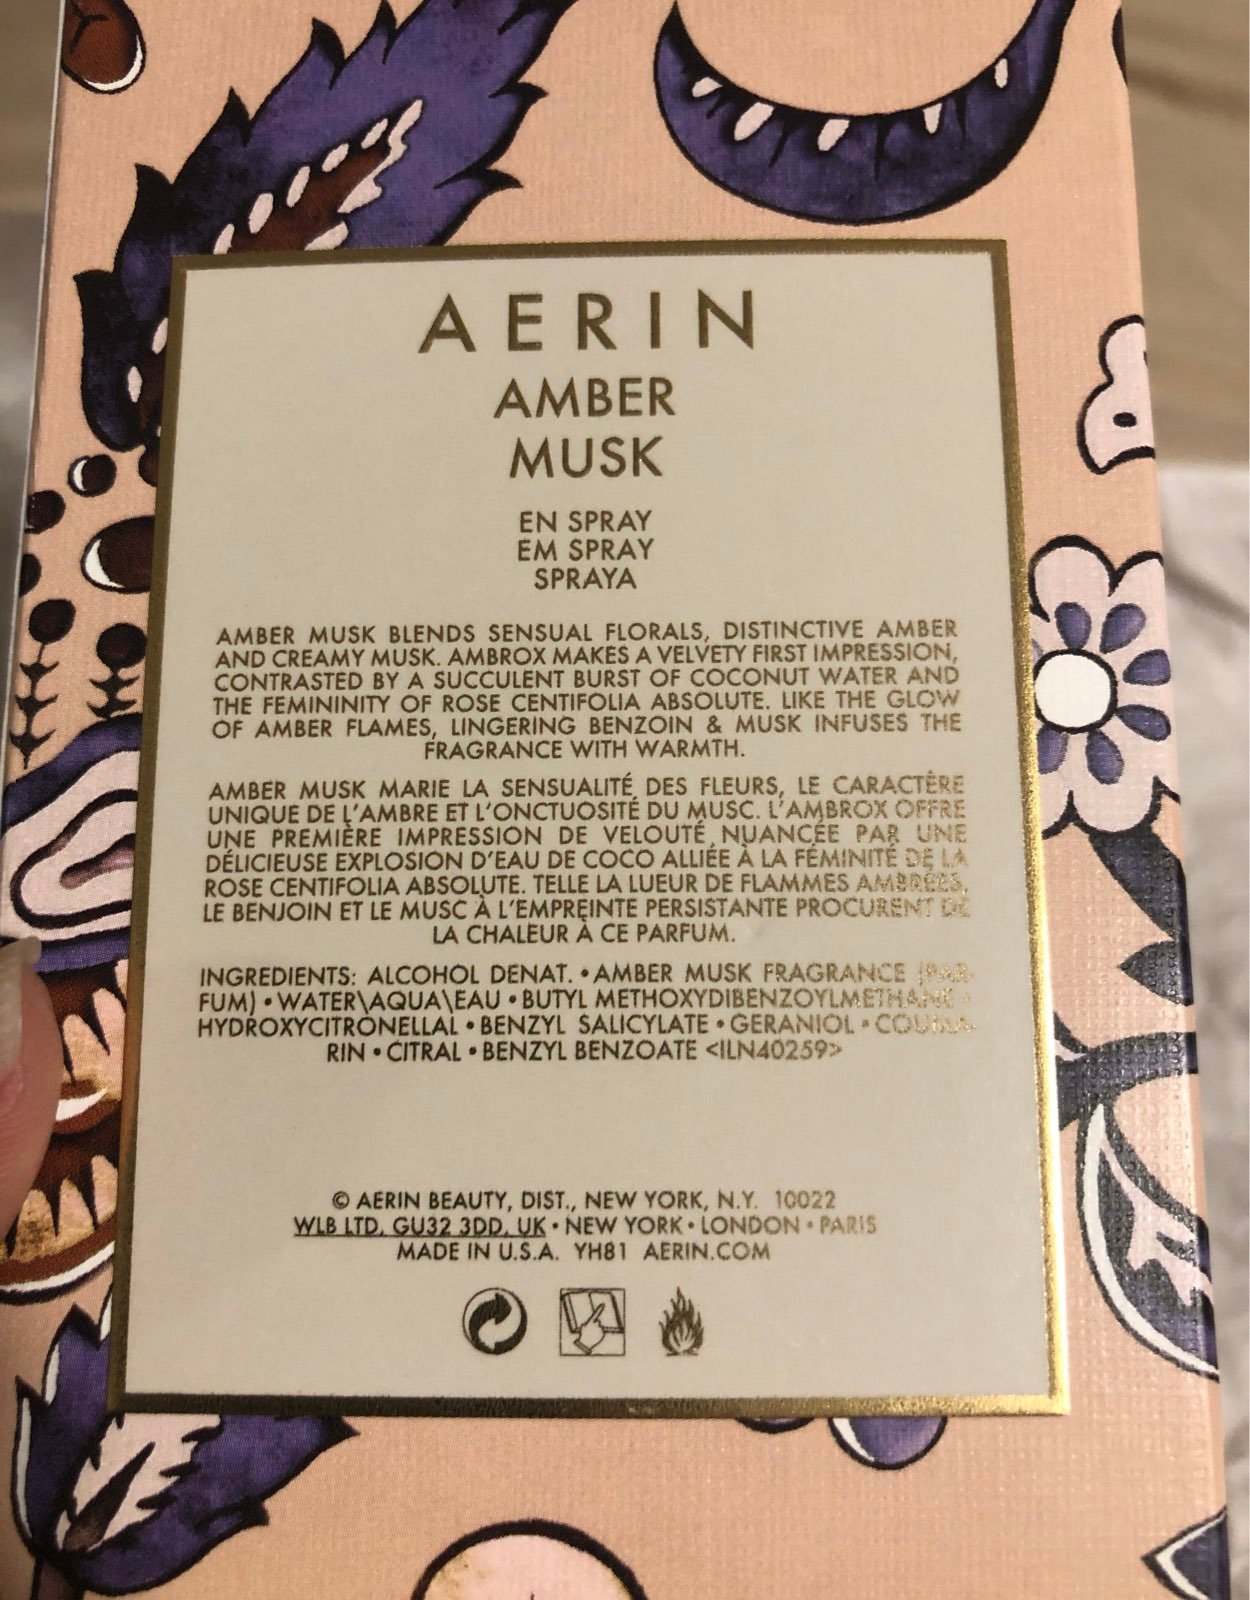 AERIN
AMBER
MUSK
EN SPRAY
EM SPRAY
SPRAYA
AMBER MUSK BLENDS SENSUAL FLORALS, DISTINCTIVE AMBER
AND CREAMY MUSK. AMBROX MAKES A VELVETY FIRST IMPRESSION,
CONTRASTED BY A SUCCULENT BURST OF COCONUT WATER AND
THE FEMININITY OF ROSE CENTIFOLIA ABSOLUTE. LIKE THE GLOW
OF AMBER FLAMES, LINGERING BENZOIN & MUSK INFUSES THE
FRAGRANCE WITH WARMTH.
AMBER MUSK MARIE LA SENSUALITÉ DES FLEURS, LE CARACTÈRE
UNIQUE DE L'AMBRE ET L'ONCTUOSITÉ DU MUSC. L'AMBROX OFFRE
UNE PREMIÈRE IMPRESSION DE VELOUTÉ, NUANCÉE PAR UNE
DÉLICIEUSE EXPLOSION D'EAU DE COCO ALLIÉE À LA FÉMINITÉ DE LA
ROSE CENTIFOLIA ABSOLUTE. TELLE LA LUEUR DE FLAMMES AMBRÉES,
LE BENJOIN ET LE MUSC À L'EMPREINTE PERSISTANTE PROCURENT DE
LA CHALEUR À CE PARFUM.
INGREDIENTS: ALCOHOL DENAT. • AMBER MUSK FRAGRANCE (PAR-
FUM) • WATER\AQUA\EAU • BUTYL METHOXYDIBENZOYLMETHANE •
HYDROXYCITRONELLAL • BENZYL SALICYLATE • GERANIOL • COUMA-
RIN • CITRAL • BENZYL BENZOATE <ILN40259>
© AERIN BEAUTY, DIST., NEW YORK, N.Y. 10022
WLB LTD. GU32 3DD, UK • NEW YORK • LONDON • PARIS
MADE IN U.S.A. YH81 AERIN.COM